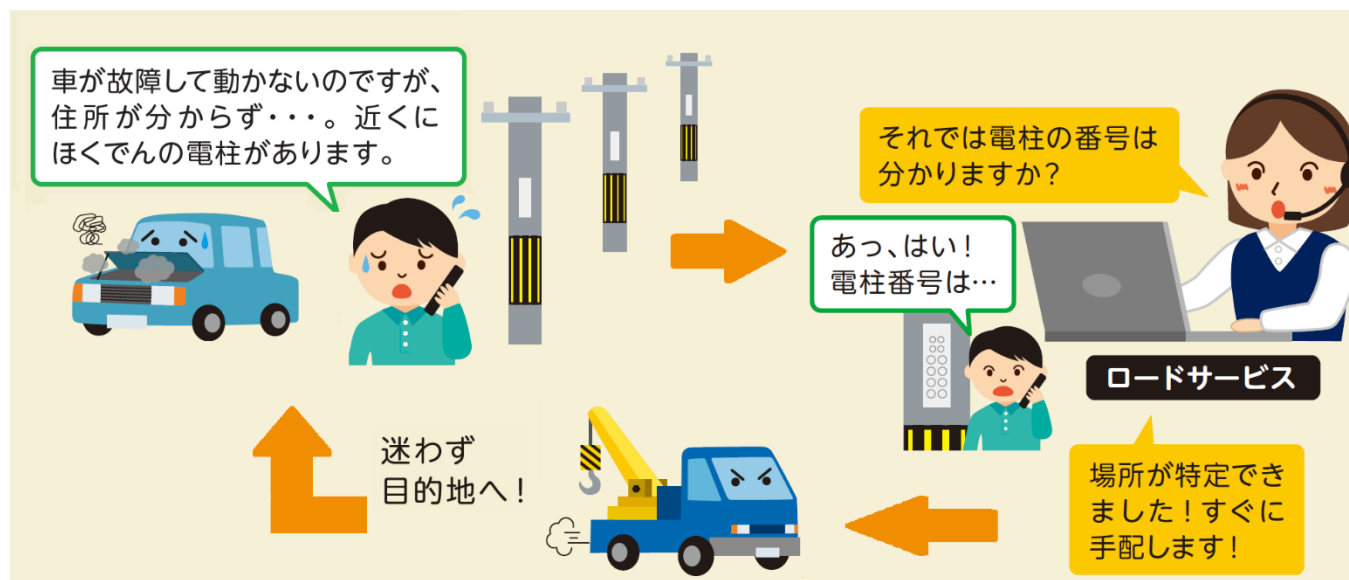 車が故障して動かないのですが、
住所が分からず・・・。近くに
ほくでんの電柱があります。
それでは電柱の番号は
分かりますか?
あっ、はい!
電柱番号は…
ロードサービス
場所が特定でき
ました!すぐに
手配します!
迷わず
目的地へ!